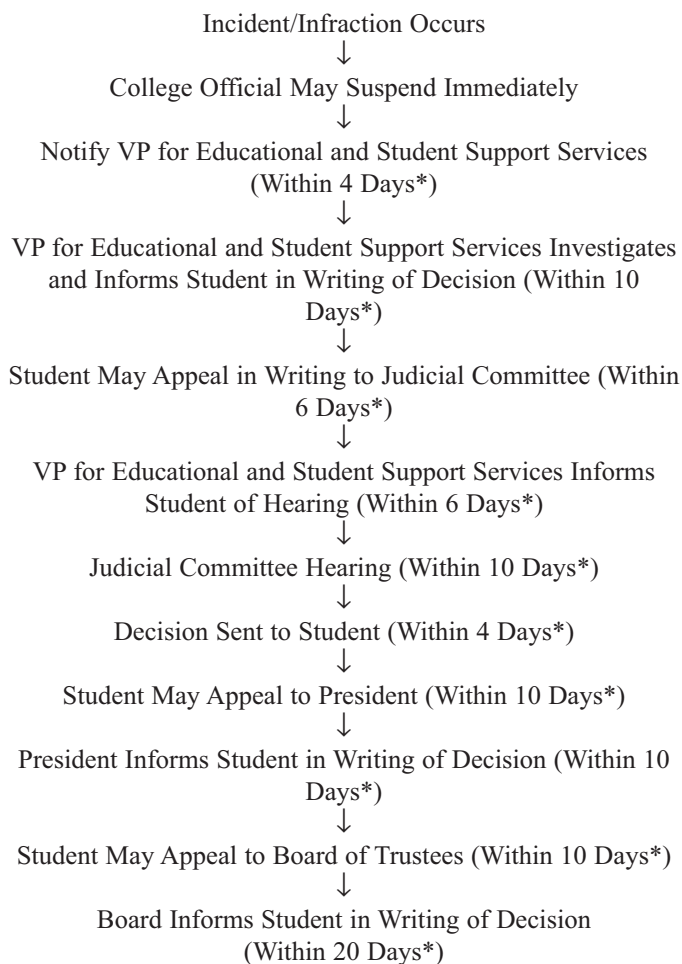 Incident/Infraction Occurs
↓
College Official May Suspend Immediately
↓
Notify VP for Educational and Student Support Services
(Within 4 Days*)
↓
VP for Educational and Student Support Services Investigates
and Informs Student in Writing of Decision (Within 10
Days*)
↓
Student May Appeal in Writing to Judicial Committee (Within
6 Days*)
↓
VP for Educational and Student Support Services Informs
Student of Hearing (Within 6 Days*)
↓
Judicial Committee Hearing (Within 10 Days*)
↓
Decision Sent to Student (Within 4 Days*)
↓
Student May Appeal to President (Within 10 Days*)
↓
President Informs Student in Writing of Decision (Within 10
Days*)
↓
Student May Appeal to Board of Trustees (Within 10 Days*)
↓
Board Informs Student in Writing of Decision
(Within 20 Days*)